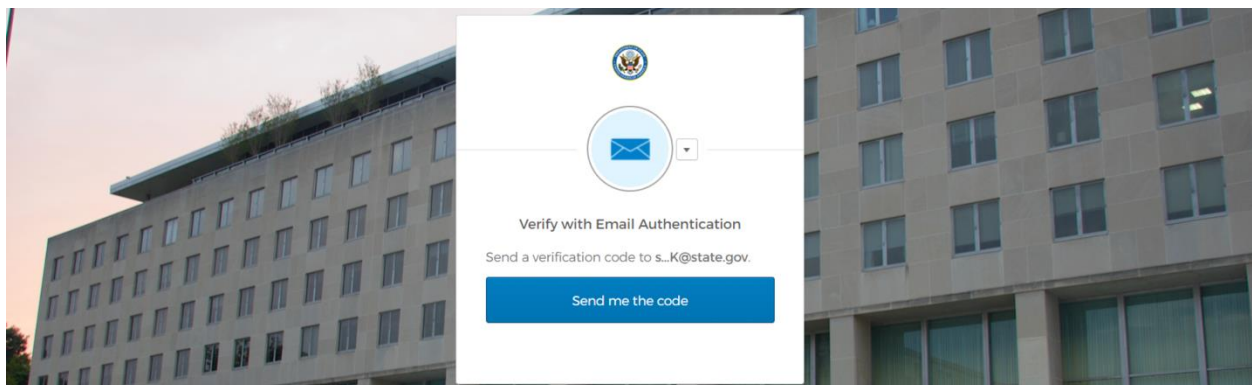 Verify with Email Authentication
Send a verification code to s...K@state.gov.
Send me the code